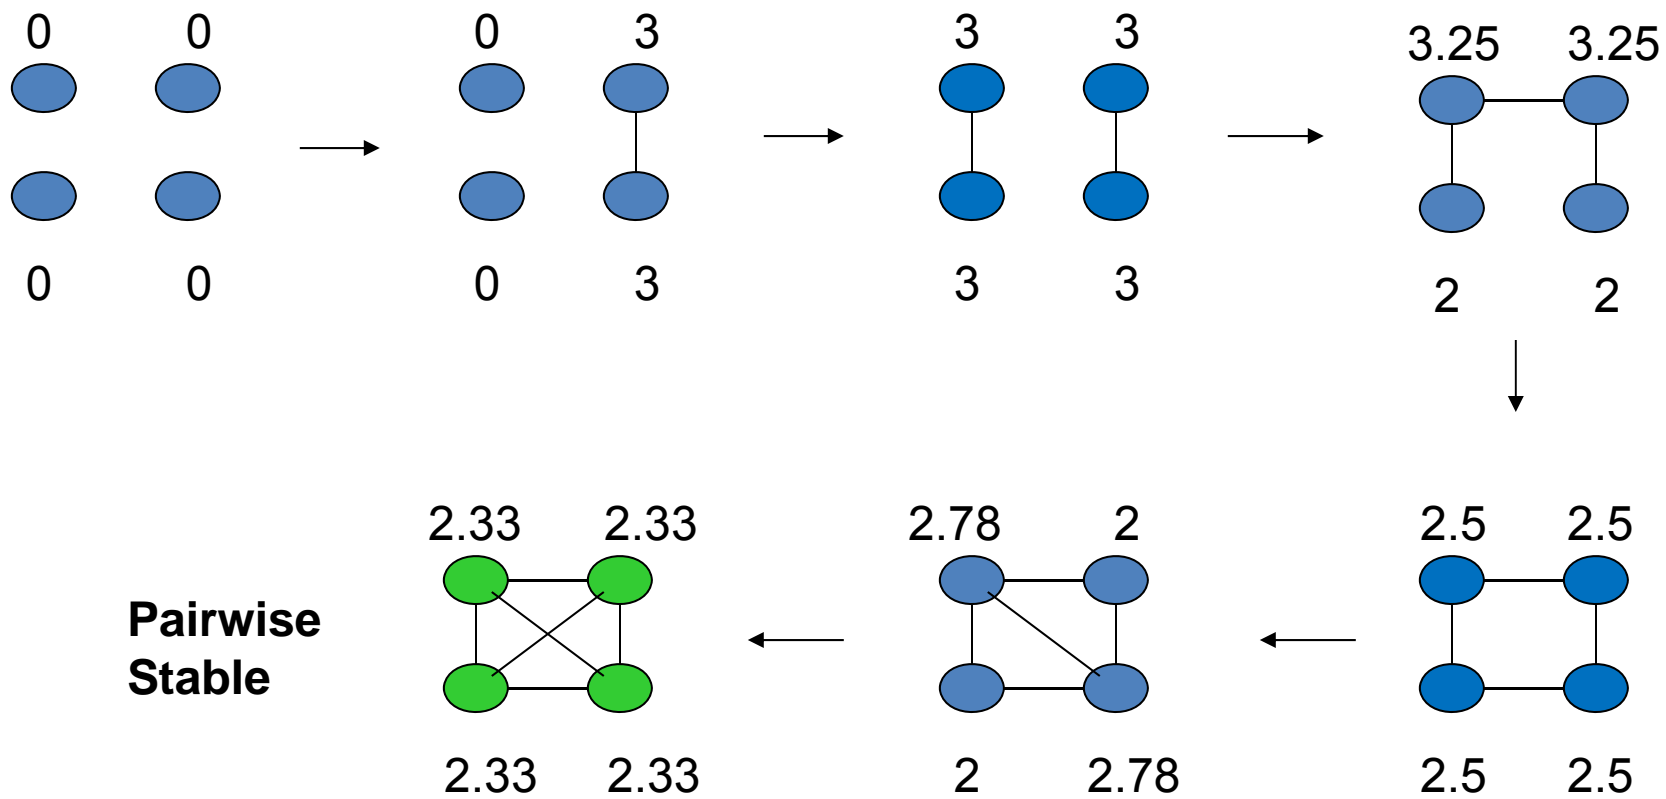 0 0 0 3 3 3 3.25 3.25
0 0 0 3 3 3 2 2
2.33 2.33 2.78 2 2.5 2.5
Pairwise
Stable
2.33 2.33 2 2.78 2.5 2.5